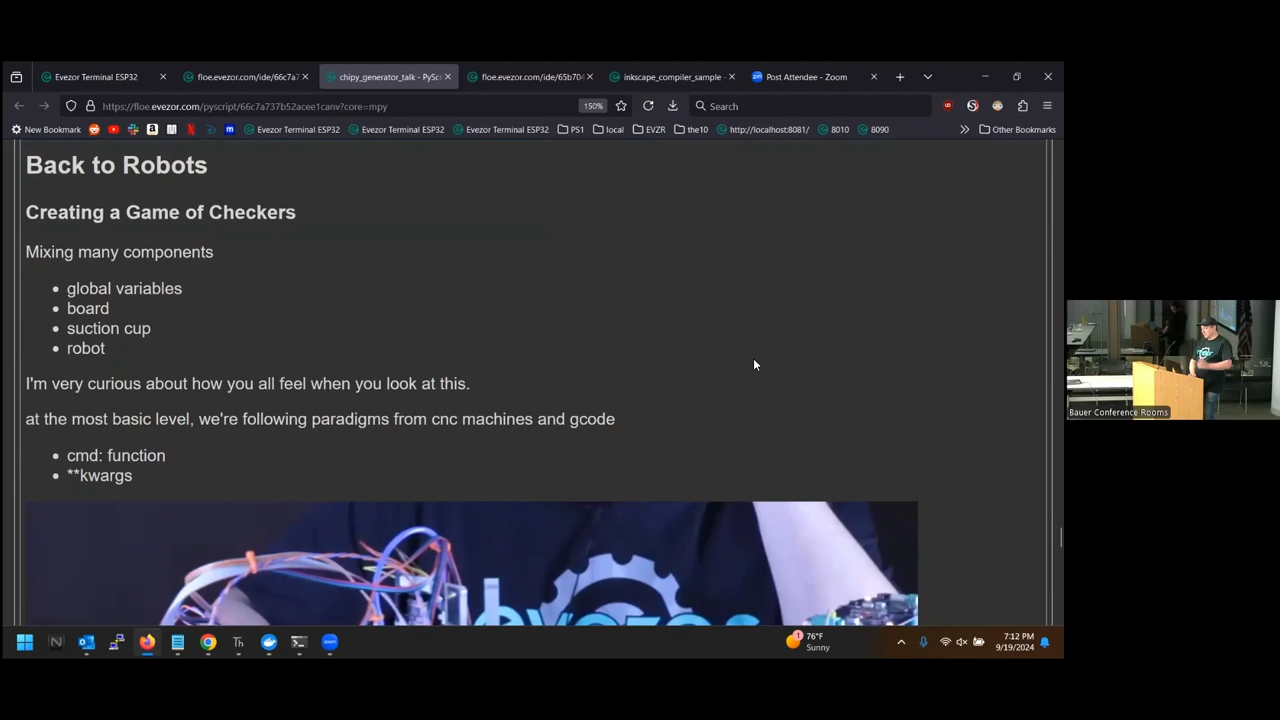 Evezor Terminal ESP32
floe.evezor.com/ide/66c7a7
chipy_generator_talk - PyScr
floe.evezor.com/ide/65b704
inkscape_compiler_sample -
Post Attendee - Zoom
https://floe.evezor.com/pyscript/66c7a737b52acee1canv?core=mpy
150%
Search
New Bookmark
Evezor Terminal ESP32
Evezor Terminal ESP32
Evezor Terminal ESP32
PS1
local
EVZR
the10
http://localhost:8081/
8010
8090
Other Bookmarks
Back to Robots
Creating a Game of Checkers
Mixing many components
• global variables
• board
• suction cup
• robot
I'm very curious about how you all feel when you look at this.
at the most basic level, we're following paradigms from cnc machines and gcode
• cmd: function
• **kwargs
evezor
Bauer Conference Rooms
76°F
Sunny
7:12 PM
9/19/2024